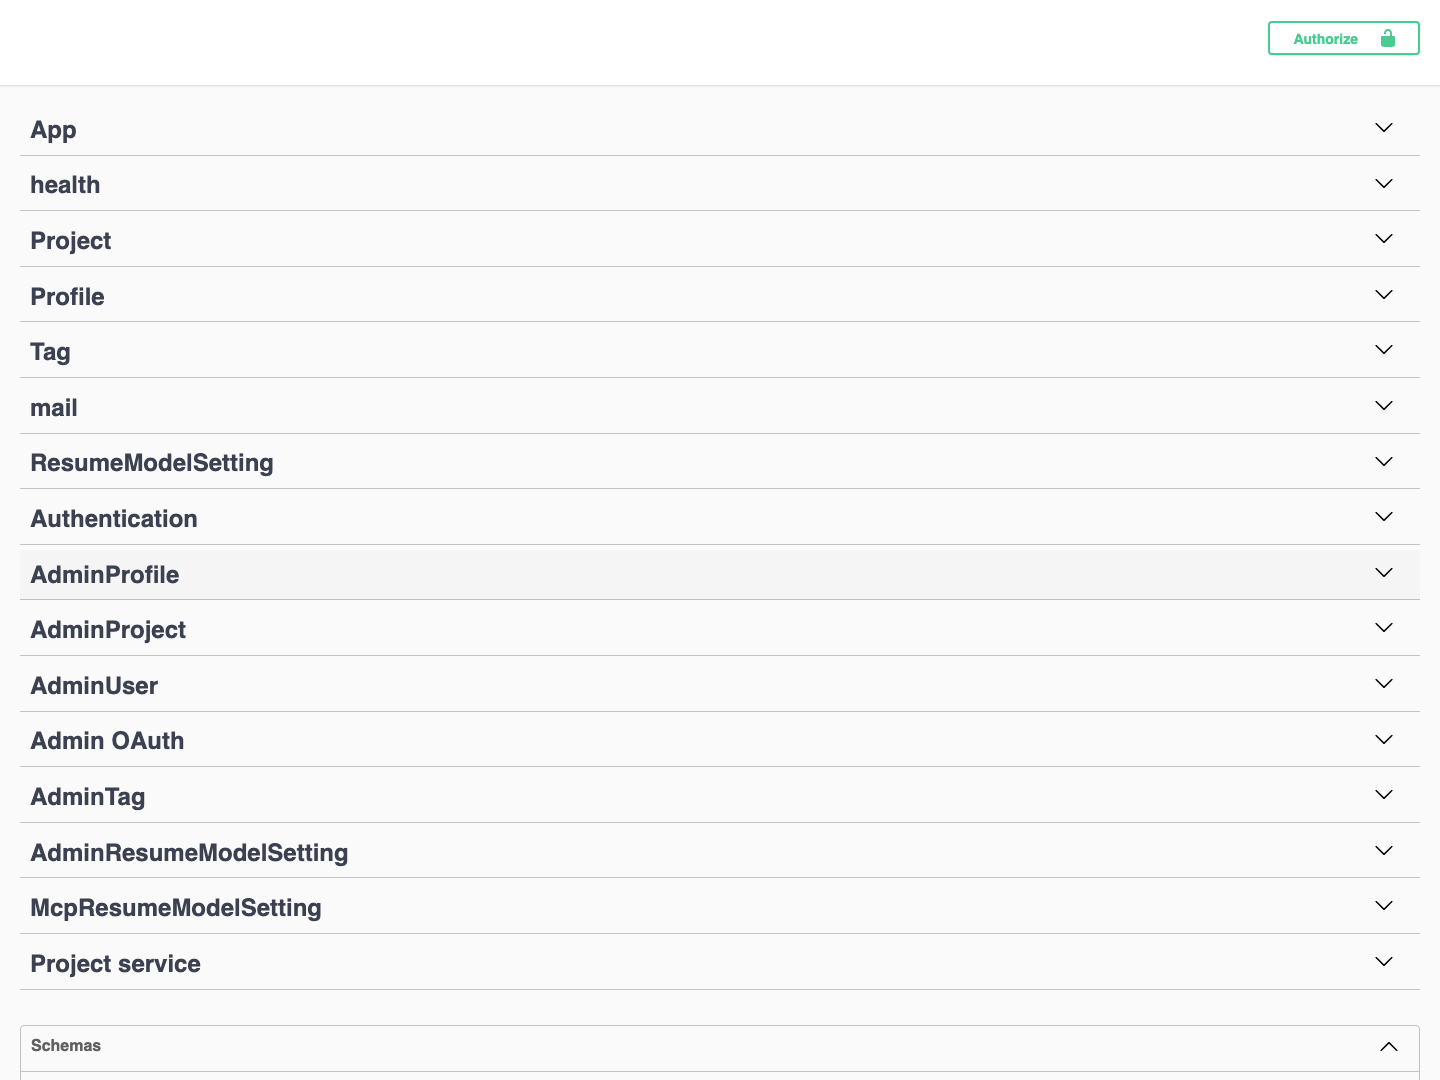 Authorize
App
health
Project
Profile
Tag
mail
ResumeModelSetting
Authentication
AdminProfile
AdminProject
AdminUser
Admin OAuth
AdminTag
AdminResumeModelSetting
McpResumeModelSetting
Project service
Schemas